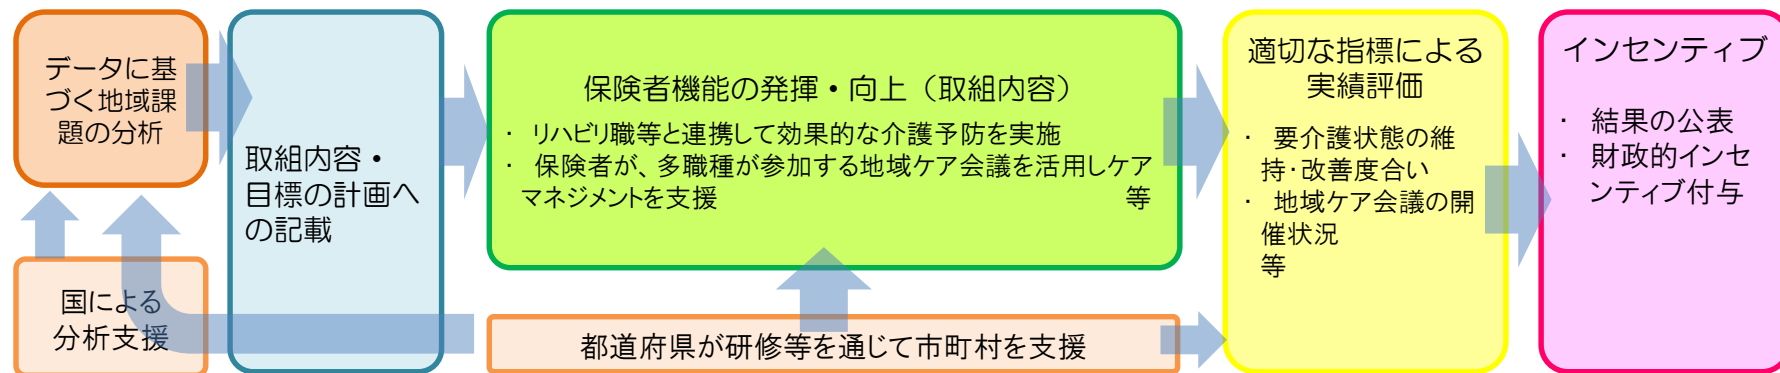 データに基
づく地域課
題の分析
国による
分析支援
取組内容・
目標の計画へ
の記載
保険者機能の発揮・向上（取組内容）
・ リハビリ職等と連携して効果的な介護予防を実施
・ 保険者が、多職種が参加する地域ケア会議を活用しケア
マネジメントを支援 等
都道府県が研修等を通じて市町村を支援
適切な指標による
実績評価
・ 要介護状態の維
持・改善度合い
・ 地域ケア会議の開
催状況
等
インセンティブ
・ 結果の公表
・ 財政的インセ
ンティブ付与